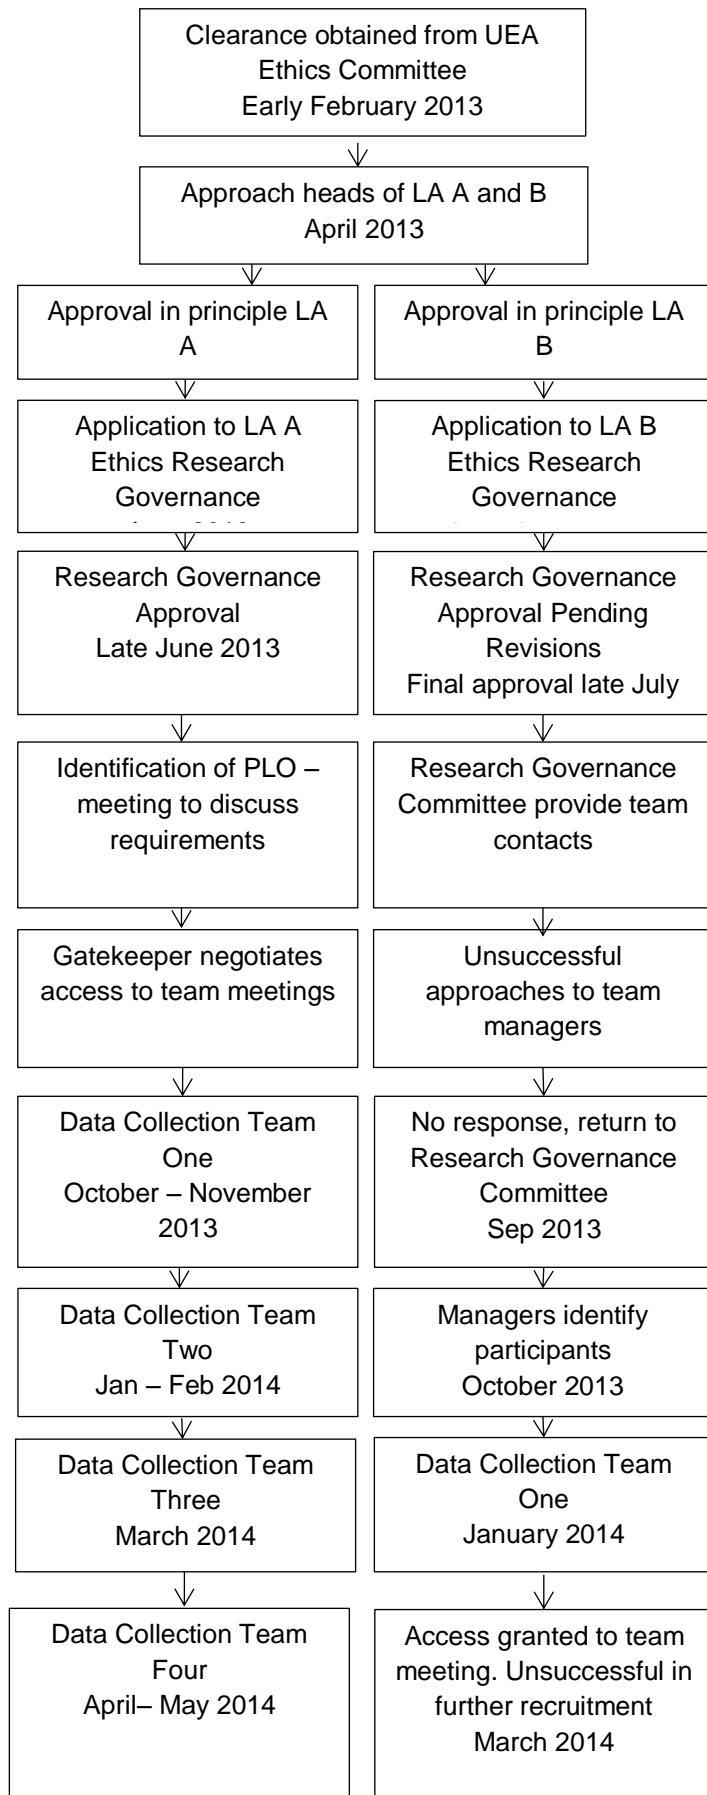 Clearance obtained from UEA
Ethics Committee
Early February 2013
Approach heads of LA A and B
April 2013
Approval in principle LA
A
Approval in principle LA
B
Application to LA A
Ethics Research
Governance
Application to LA B
Ethics Research
Governance
Research Governance
Approval
Late June 2013
Research Governance
Approval Pending
Revisions
Final approval late July
Identification of PLO –
meeting to discuss
requirements
Research Governance
Committee provide team
contacts
Gatekeeper negotiates
access to team meetings
Unsuccessful
approaches to team
managers
Data Collection Team
One
October – November
2013
No response, return to
Research Governance
Committee
Sep 2013
Data Collection Team
Two
Jan – Feb 2014
Managers identify
participants
October 2013
Data Collection Team
Three
March 2014
Data Collection Team
One
January 2014
Data Collection Team
Four
April– May 2014
Access granted to team
meeting. Unsuccessful in
further recruitment
March 2014